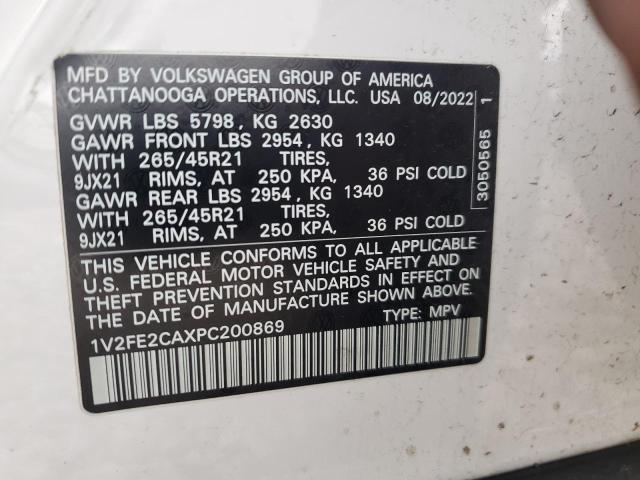 MFD BY VOLKSWAGEN GROUP OF AMERICA
CHATTANOOGA OPERATIONS, LLC. USA 08/2022
GVWR LBS 5798, KG 2630
GAWR FRONT LBS 2954, KG 1340
WITH 265/45R21 TIRES,
9JX21 RIMS, AT 250 KPA, 36 PSI COLD
GAWR REAR LBS 2954, KG 1340
WITH 265/45R21 TIRES,
9JX21 RIMS, AT 250 KPA, 36 PSI COLD
THIS VEHICLE CONFORMS TO ALL APPLICABLE
U.S. FEDERAL MOTOR VEHICLE SAFETY AND
THEFT PREVENTION STANDARDS IN EFFECT ON
THE DATE OF MANUFACTURE SHOWN ABOVE.
1V2FE2CAXPC200869 TYPE: MPV
3050565 1